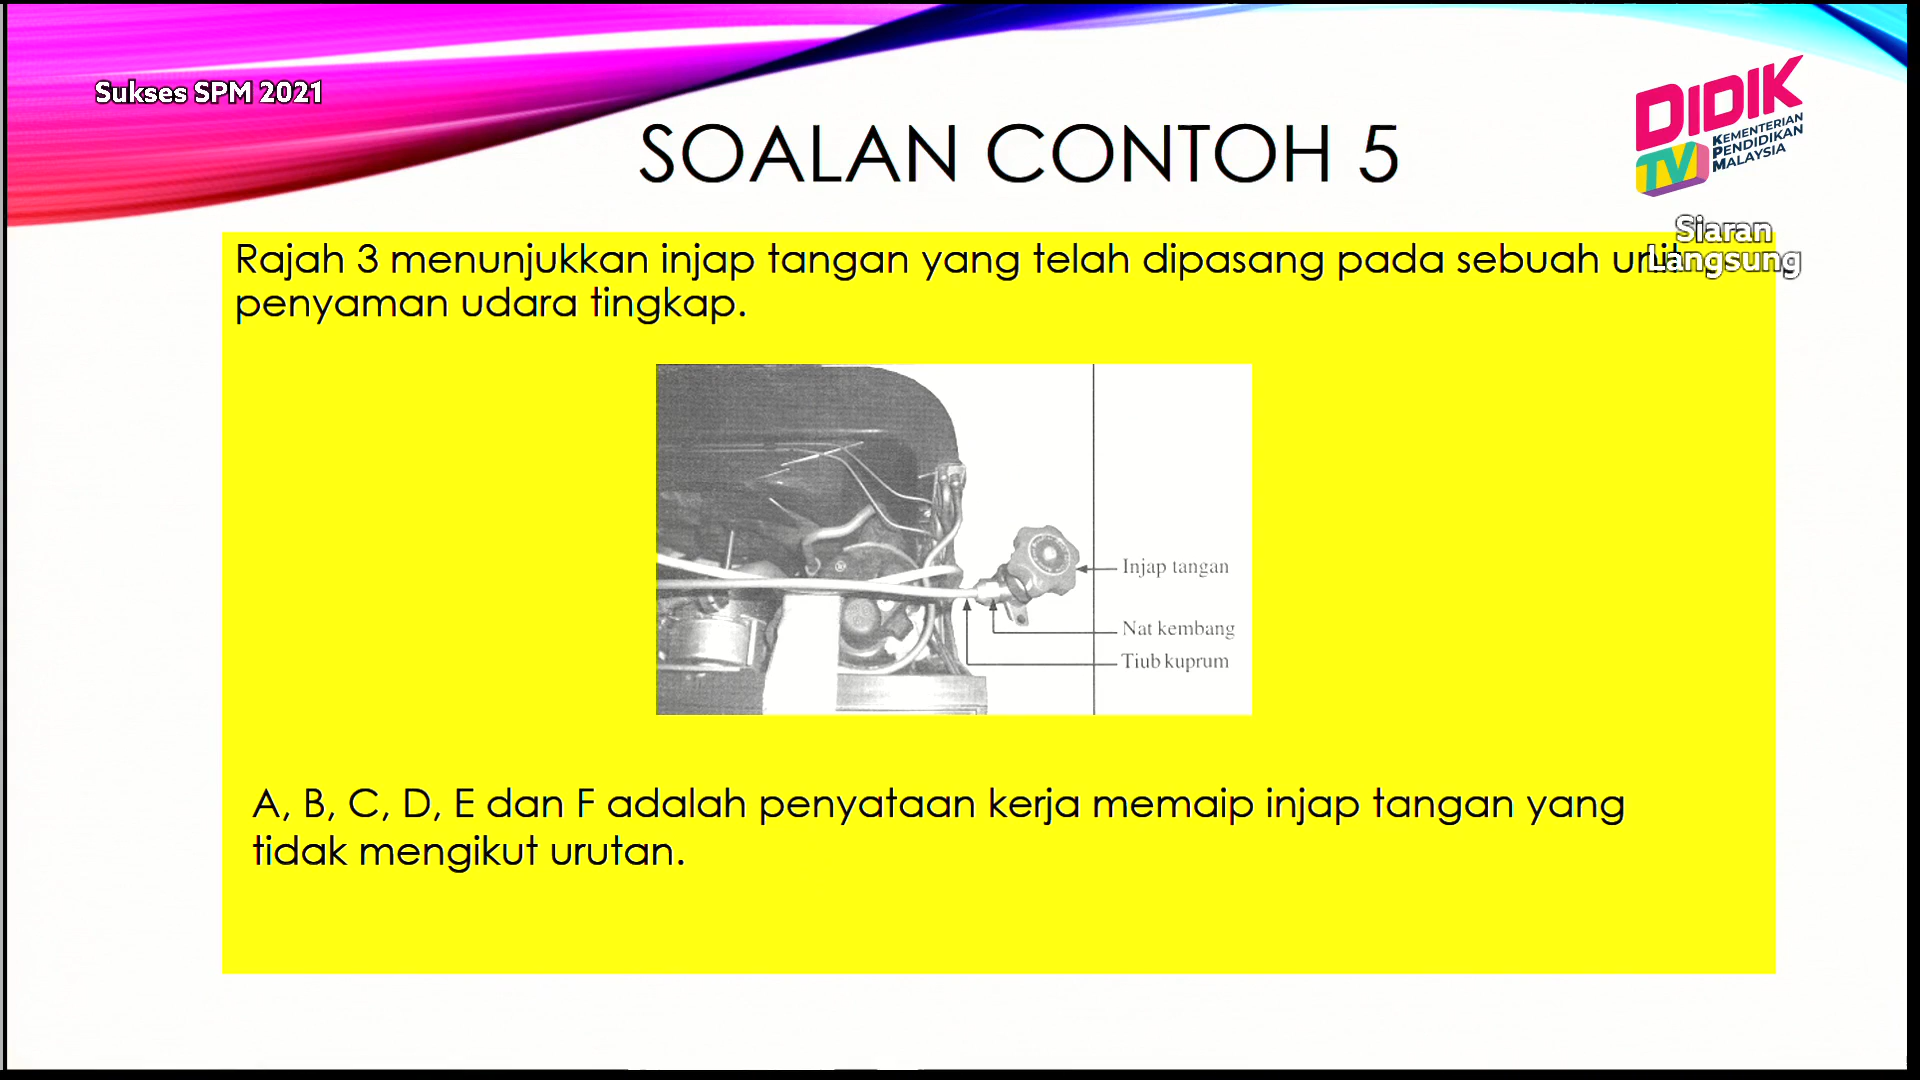 Sukses SPM 2021
SOALAN CONTOH 5
DIDIK
TV
KEMENTERIAN
PENDIDIKAN
MALAYSIA
Siaran
Langsung
Rajah 3 menunjukkan injap tangan yang telah dipasang pada sebuah unit
penyaman udara tingkap.
Injap tangan
Nat kembang
Tiub kuprum
A, B, C, D, E dan F adalah penyataan kerja memaip injap tangan yang
tidak mengikut urutan.